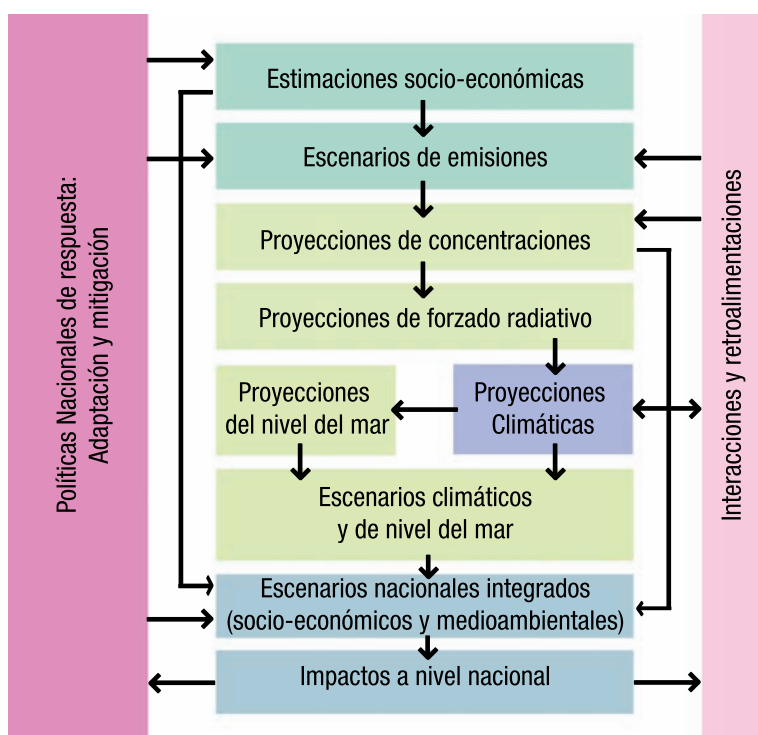 Políticas Nacionales de respuesta:
Adaptación y mitigación
Estimaciones socio-económicas
Escenarios de emisiones
Proyecciones de concentraciones
Proyecciones de forzado radiativo
Proyecciones
del nivel del mar
Proyecciones
Climáticas
Escenarios climáticos
y de nivel del mar
Escenarios nacionales integrados
(socio-económicos y medioambientales)
Impactos a nivel nacional
Interacciones y retroalimentaciones